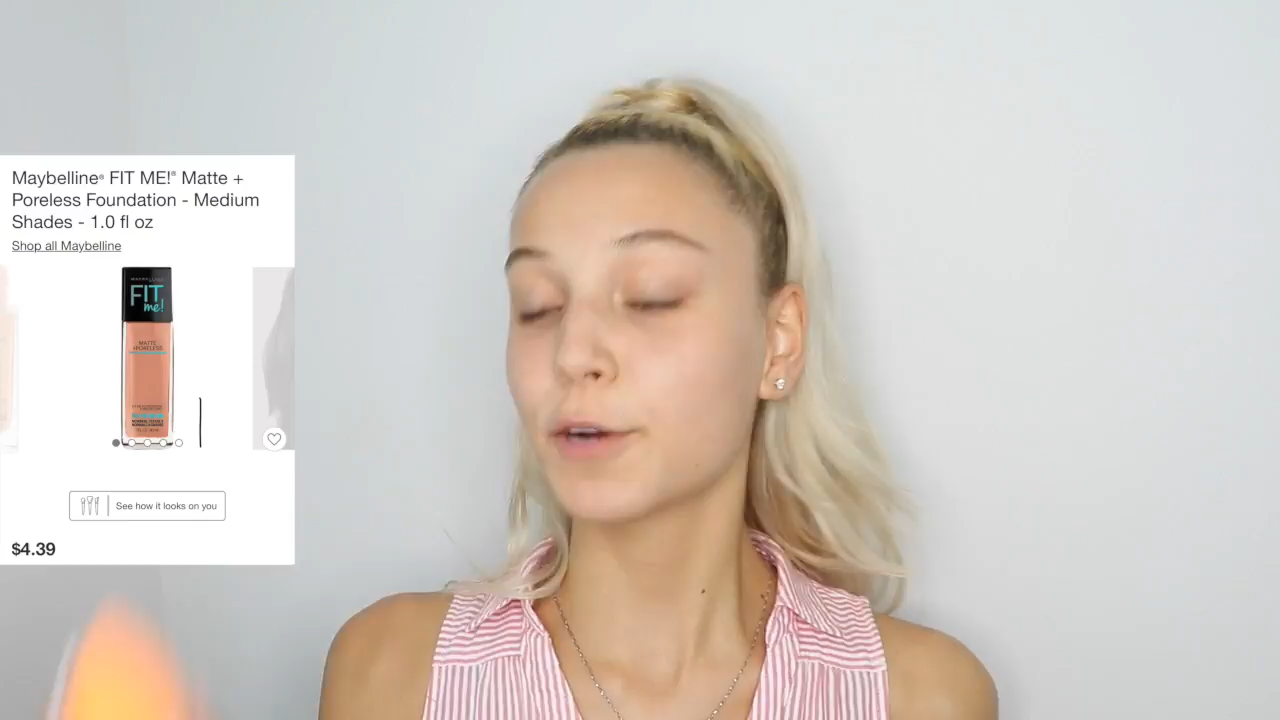 Maybelline® FIT ME!® Matte +
Poreless Foundation - Medium
Shades - 1.0 fl oz
Shop all Maybelline
FIT
me!
MATTE
+PORELESS
See how it looks on you
$4.39